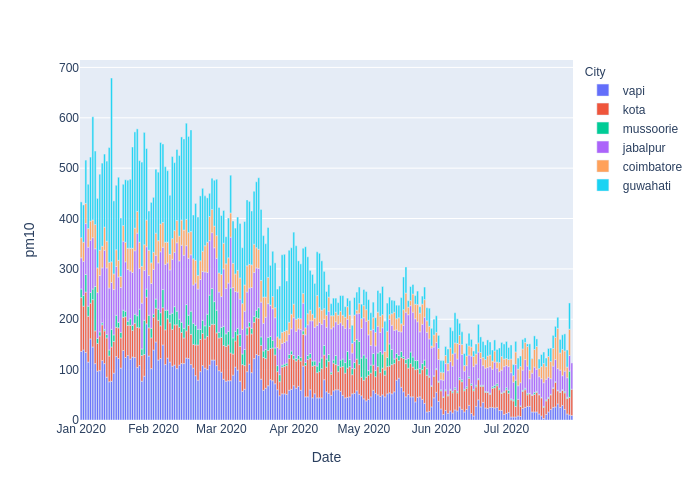 700
600
500
400
300
200
100
0
pm10
Jan 2020
Feb 2020
Mar 2020
Apr 2020
May 2020
Jun 2020
Jul 2020
Date
City
vapi
kota
mussoorie
jabalpur
coimbatore
guwahati